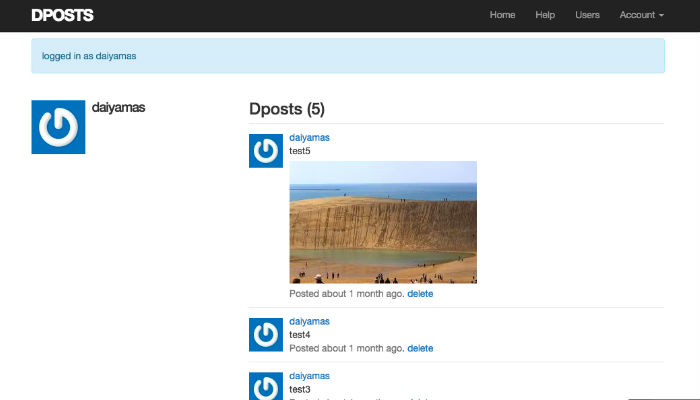 DPOSTS
Home Help Users Account
logged in as daiyamas
daiyamas
Dposts (5)
daiyamas
test5
Posted about 1 month ago. delete
daiyamas
test4
Posted about 1 month ago. delete
daiyamas
test3